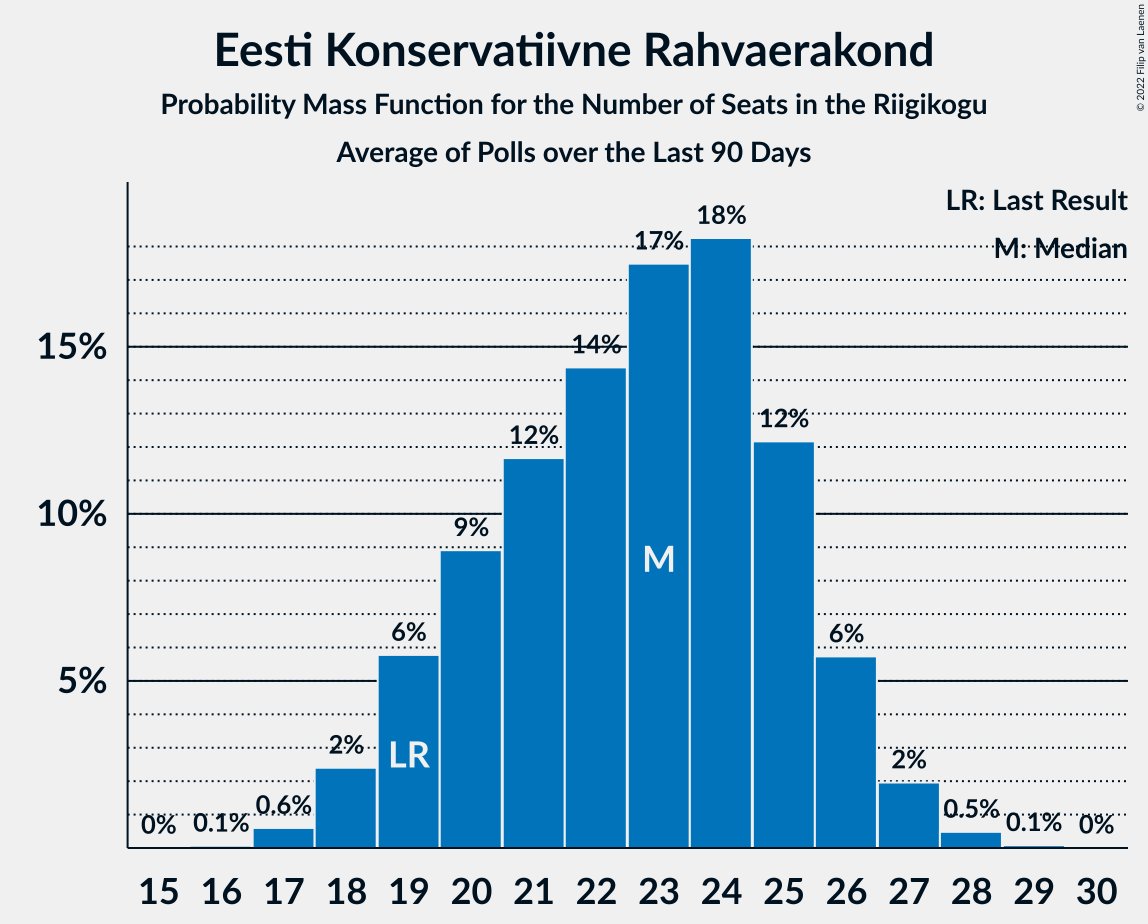 Eesti Konservatiivne Rahvaerakond
Probability Mass Function for the Number of Seats in the Riigikogu
Average of Polls over the Last 90 Days
© 2022 Filip van Laenen
LR: Last Result
M: Median
15%
10%
5%
0%
0.1%
0.6%
2%
6%
9%
12%
14%
17%
18%
12%
6%
2%
0.5%
0.1%
0%
LR
M
15 16 17 18 19 20 21 22 23 24 25 26 27 28 29 30